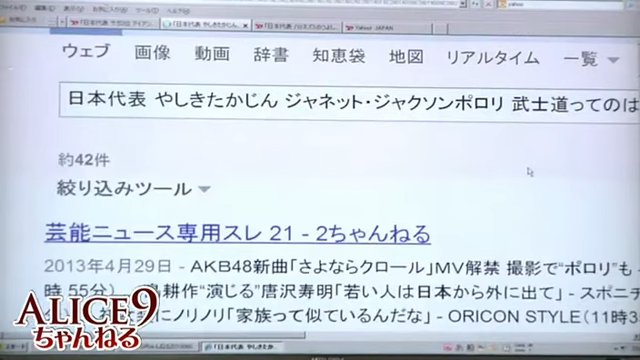 ウェブ 画像 動画 辞書 知恵袋 地図 リアルタイム 一覧
日本代表 やしきたかじん ジャネット・ジャクソンポロリ 武士道ってのは
約42件
絞り込みツール
芸能ニュース専用スレ 21 - 2ちゃんねる
2013年4月29日 - AKB48新曲「さよならクロール」MV解禁 撮影で“ポロリ”も
時 55分) 耕作“演じる”唐沢寿明「若い人は日本から外に出て」 - スポニチ
にノリノリ「家族って似ているんだな」 - ORICON STYLE (11時3
ALICE9
ちゃんねる